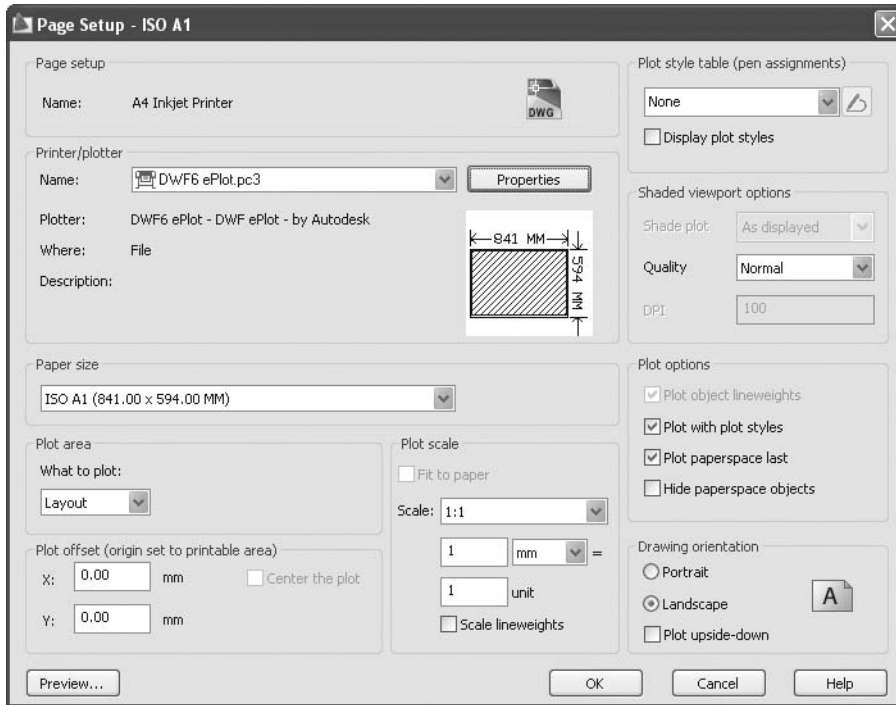 Page Setup - ISO A1
Page setup
Name: A4 Inkjet Printer
DWG
Printer/plotter
Name: DWF6 ePlot.pc3 Properties
Plotter: DWF6 ePlot - DWF ePlot - by Autodesk
Where: File
Description:
841 MM
594 MM
Paper size
ISO A1 (841.00 x 594.00 MM)
Plot area
What to plot:
Layout
Plot offset (origin set to printable area)
X: 0.00 mm Center the plot
Y: 0.00 mm
Plot scale
Fit to paper
Scale: 1:1
1 mm =
1 unit
Scale lineweights
Plot style table (pen assignments)
None
Display plot styles
Shaded viewport options
Shade plot As displayed
Quality Normal
DPI 100
Plot options
Plot object lineweights
Plot with plot styles
Plot paperspace last
Hide paperspace objects
Drawing orientation
Portrait
Landscape
A
Plot upside-down
Preview... OK Cancel Help